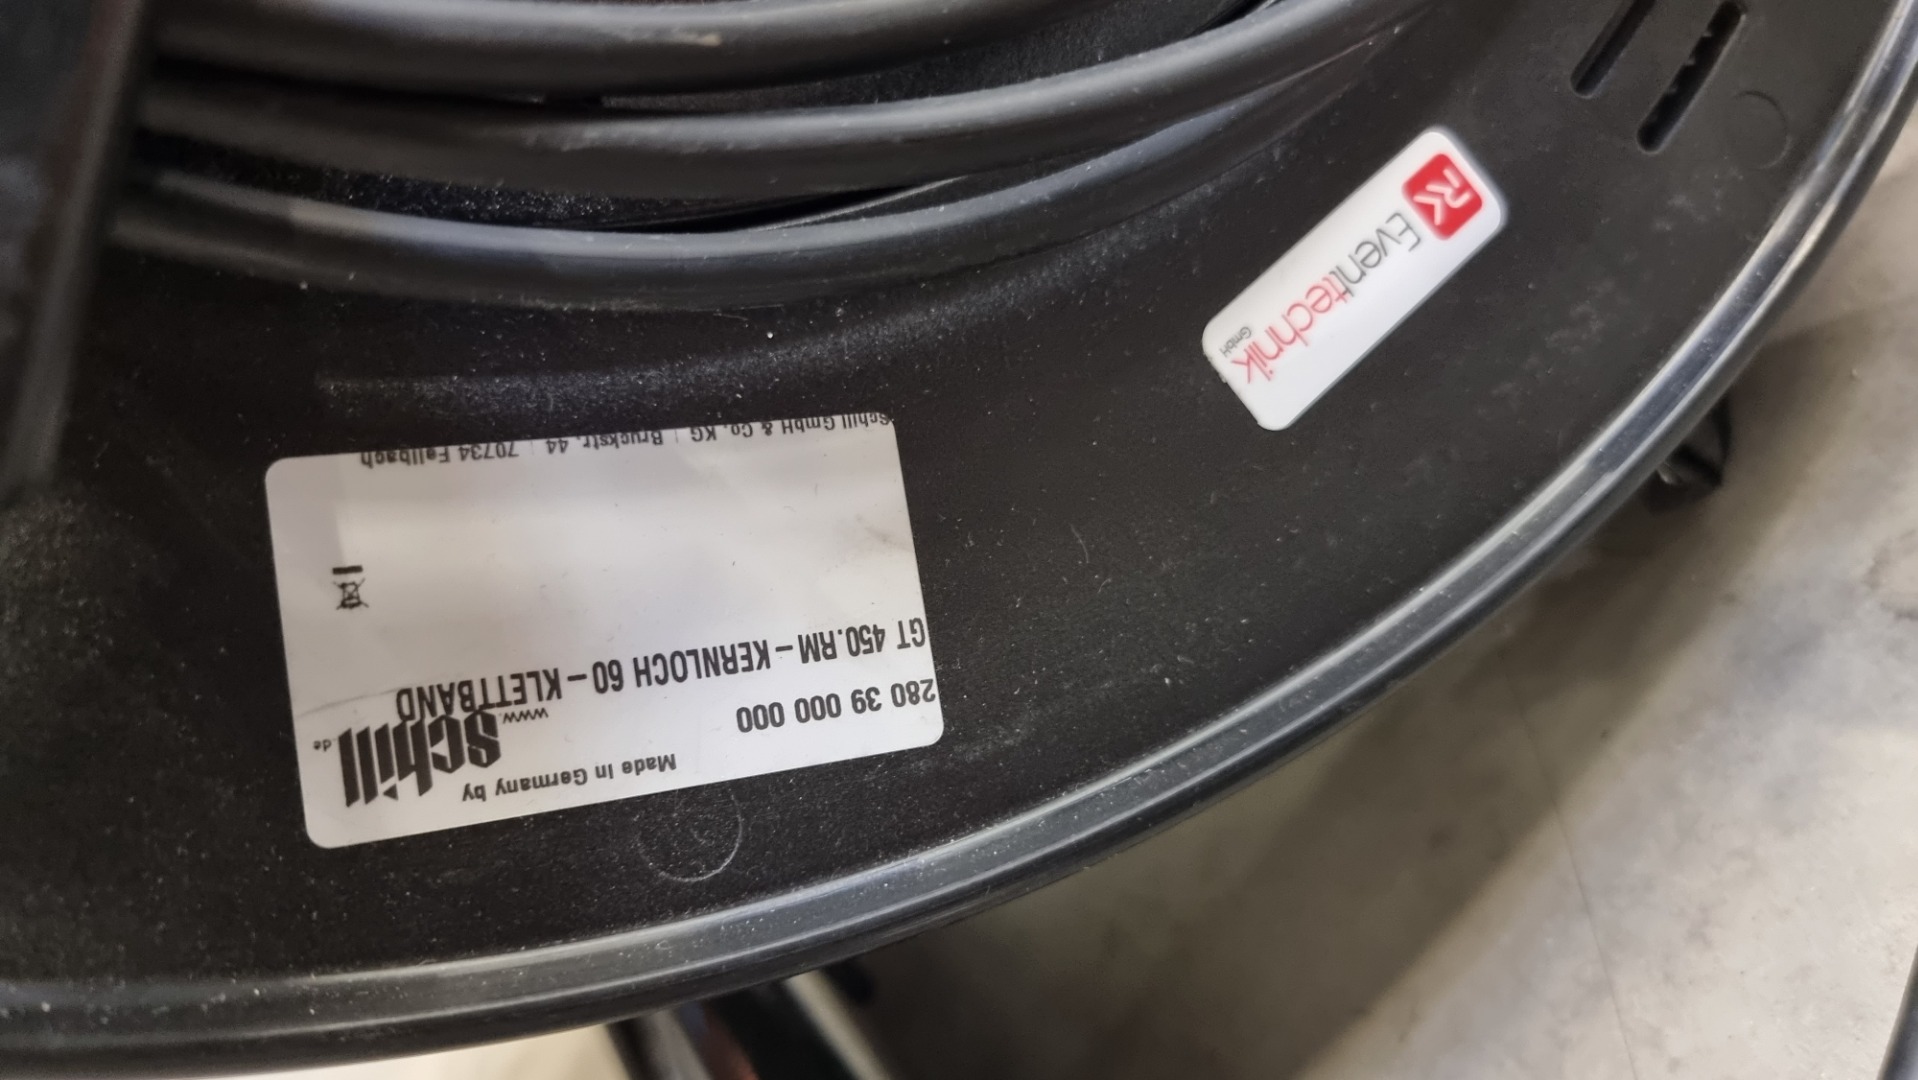 Made in Germany by
schill
www. .de
280 39 000 000
GT 450.RM – KERNLOCH 60 – KLETTBAND
Schill GmbH & Co. KG | Bruckstr. 44 | 70734 Fellbach
RK
Eventtechnik
GmbH